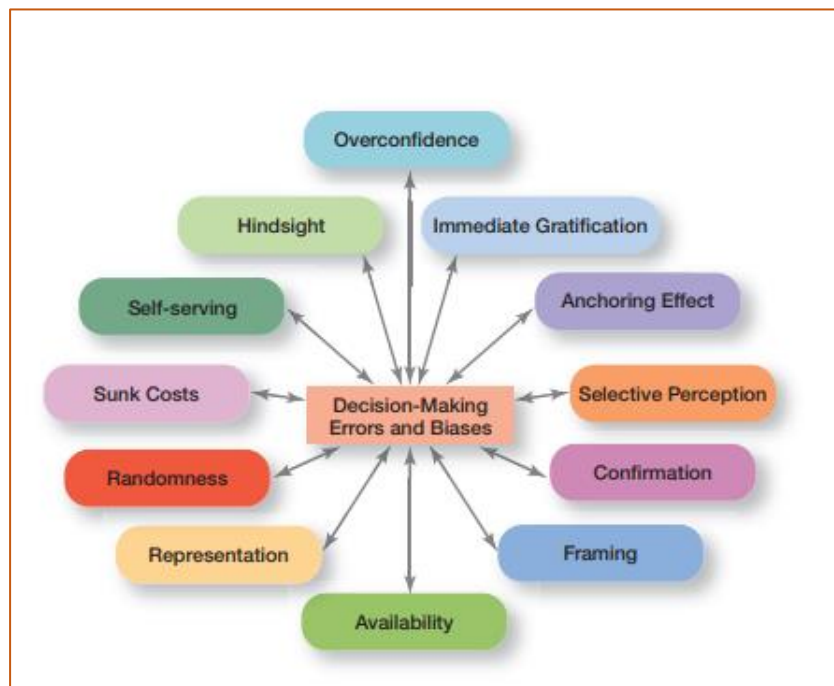 Overconfidence
Hindsight
Immediate Gratification
Self-serving
Anchoring Effect
Sunk Costs
Decision-Making
Errors and Biases
Selective Perception
Randomness
Confirmation
Representation
Framing
Availability